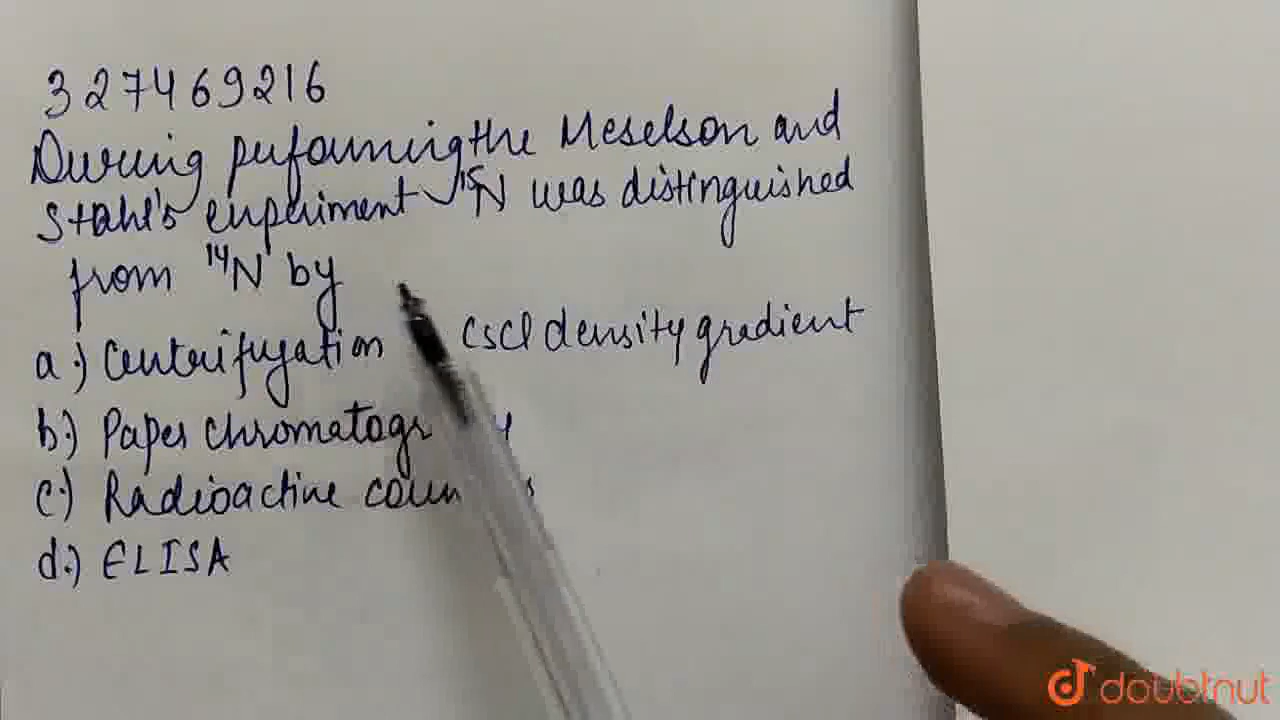 327469216
During performing the Meselson and
Stahl's experiment 15N was distinguished
from 14N by
a.) Centrifugation CsCl density gradient
b.) Paper chromatogr y
c.) Radioactive coun s
d.) ELISA
doubtnut